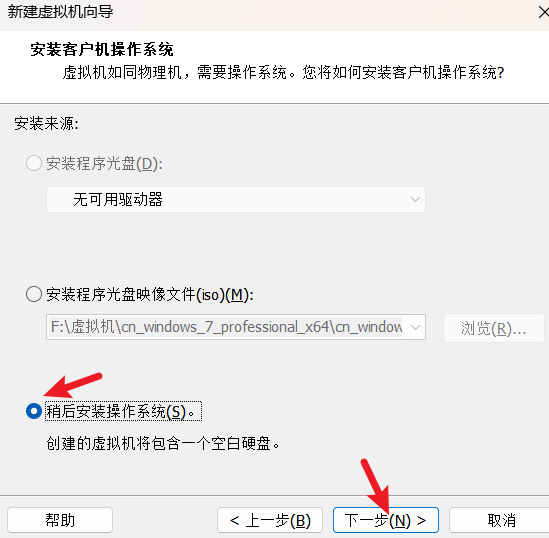 新建虚拟机向导
安装客户机操作系统
虚拟机如同物理机，需要操作系统。您将如何安装客户机操作系统?
安装来源:
安装程序光盘(D):
无可用驱动器
安装程序光盘映像文件(iso)(M):
F:\虚拟机\cn_windows_7_professional_x64\cn_window
浏览(R)...
稍后安装操作系统(S)。
创建的虚拟机将包含一个空白硬盘。
帮助
< 上一步(B)
下一步(N) >
取消